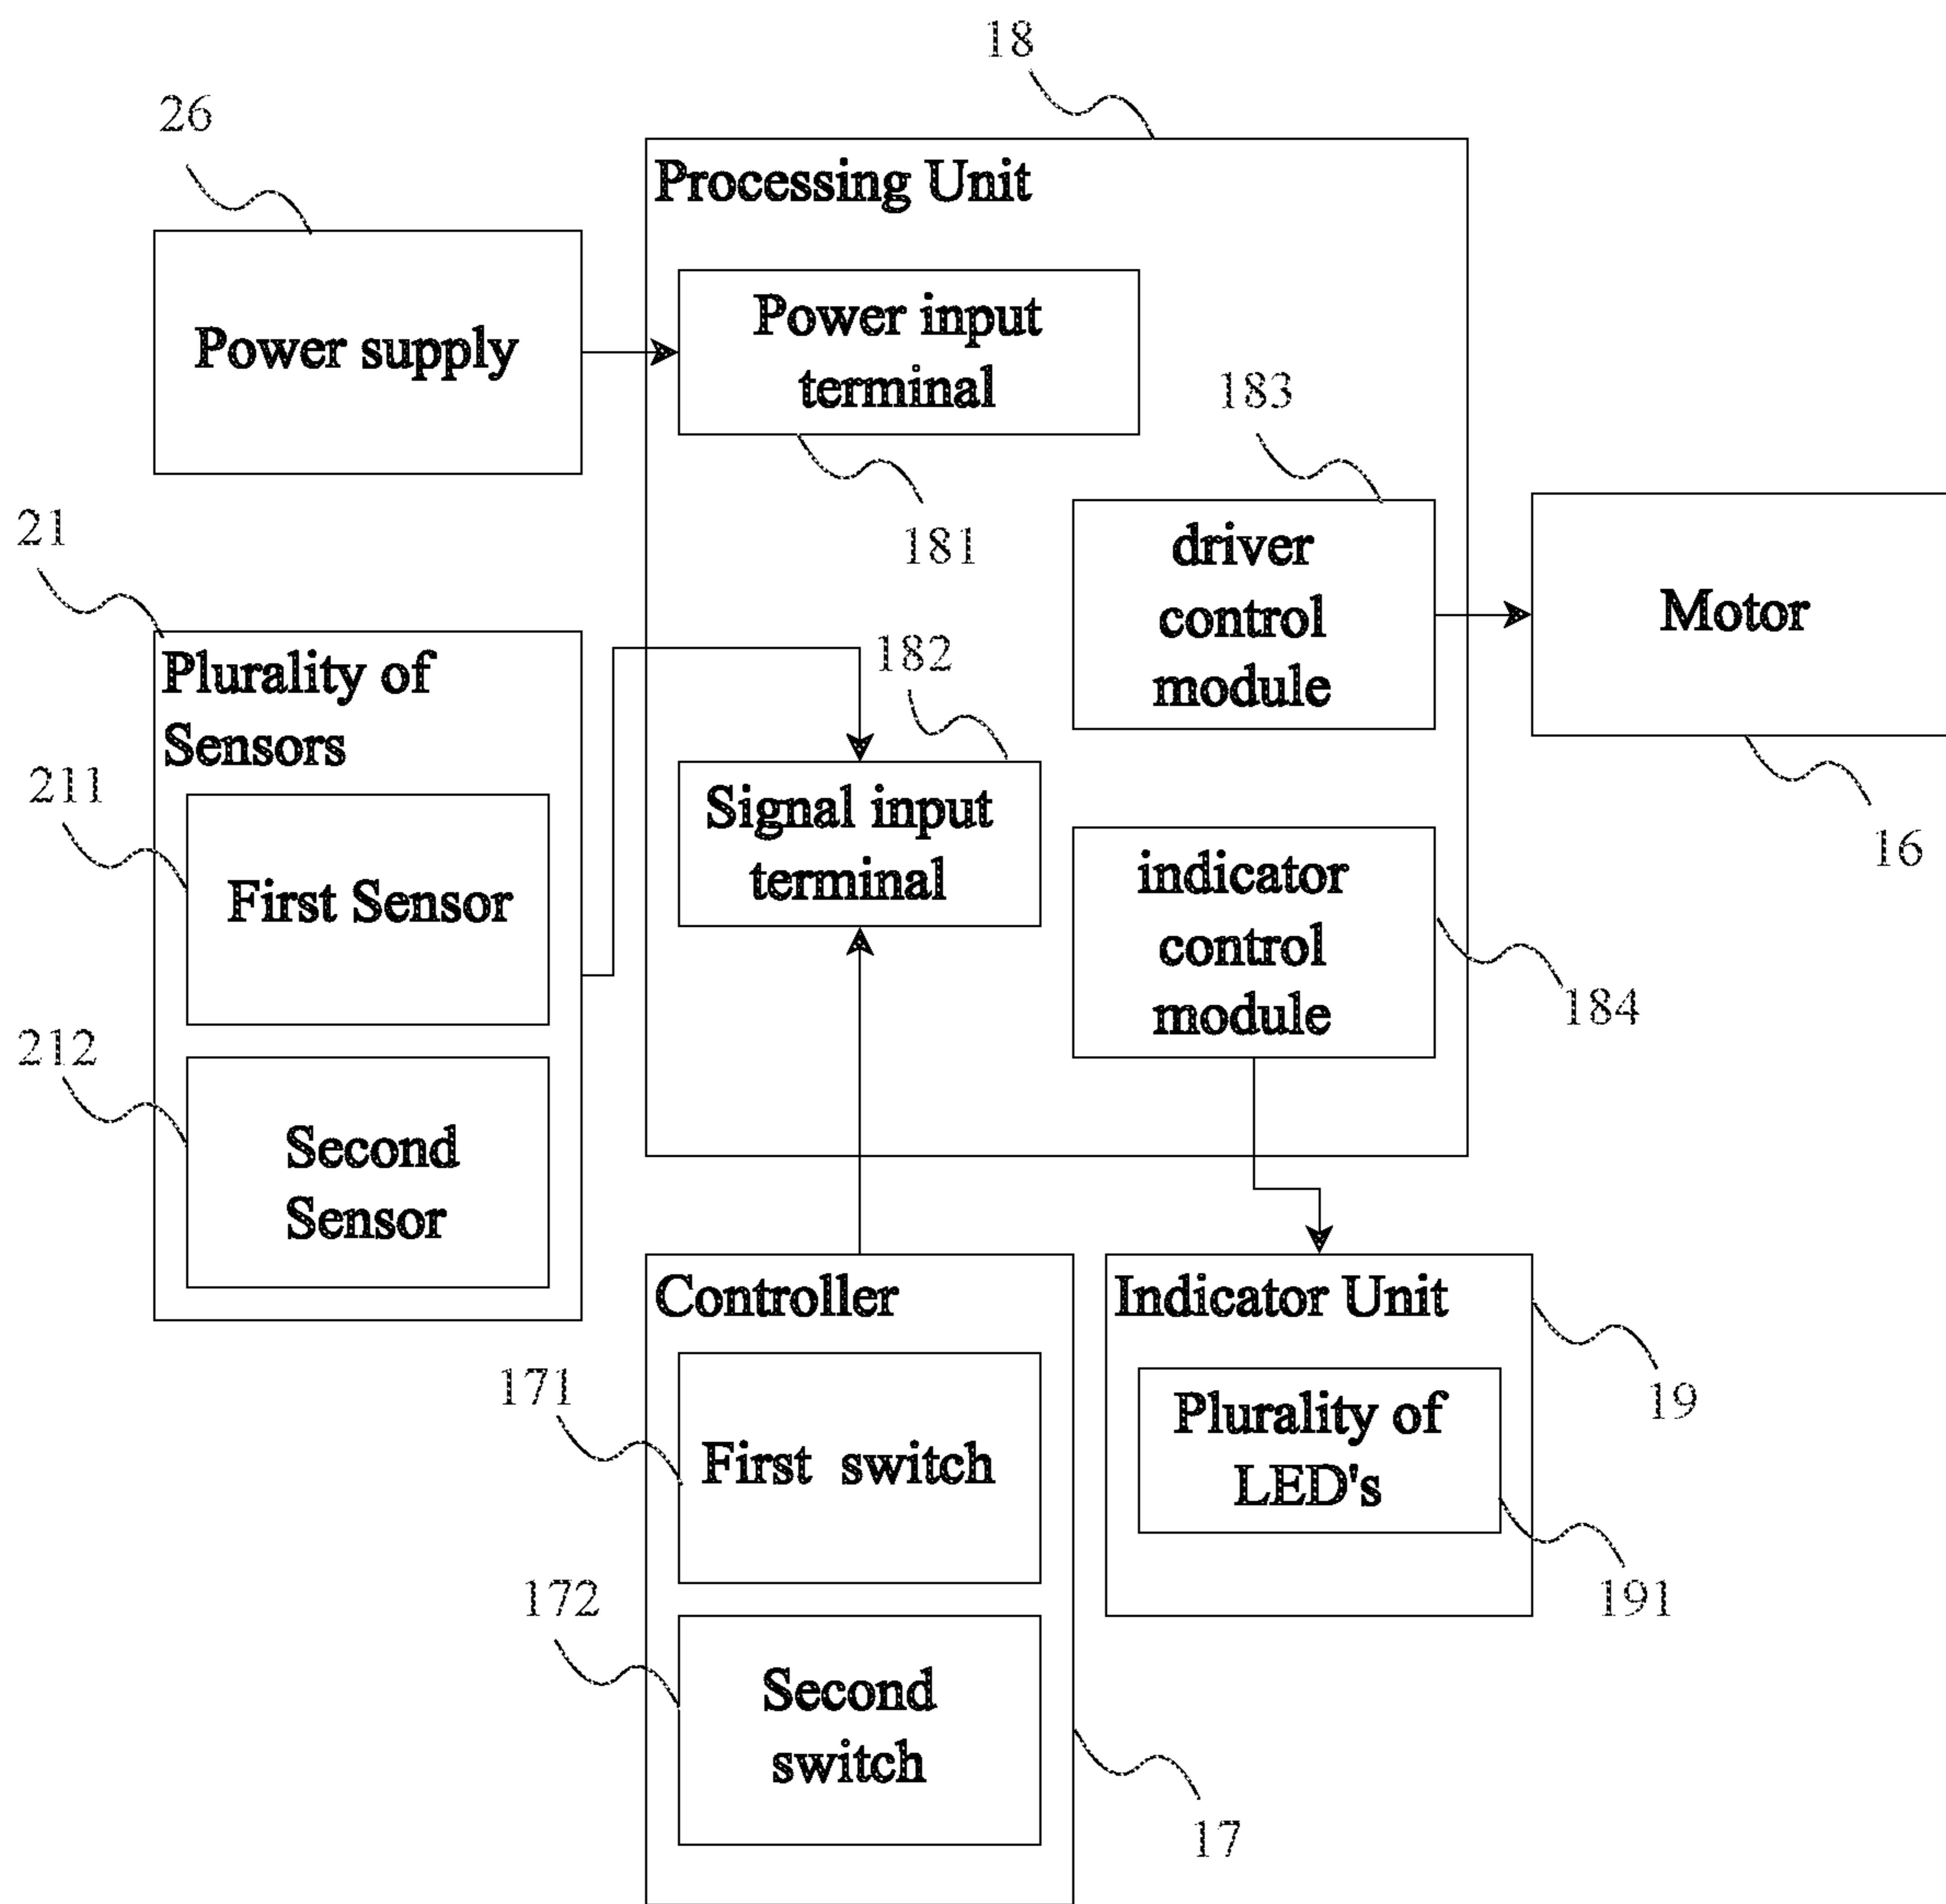 18
26
Processing Unit
Power supply
Power input
terminal
183
181
21
driver
control
module
Motor
182
Plurality of
Sensors
211
Signal input
terminal
16
First Sensor
indicator
control
module
184
212
Second
Sensor
Controller
Indicator Unit
171
First switch
Plurality of
LED's
19
191
172
Second
switch
17